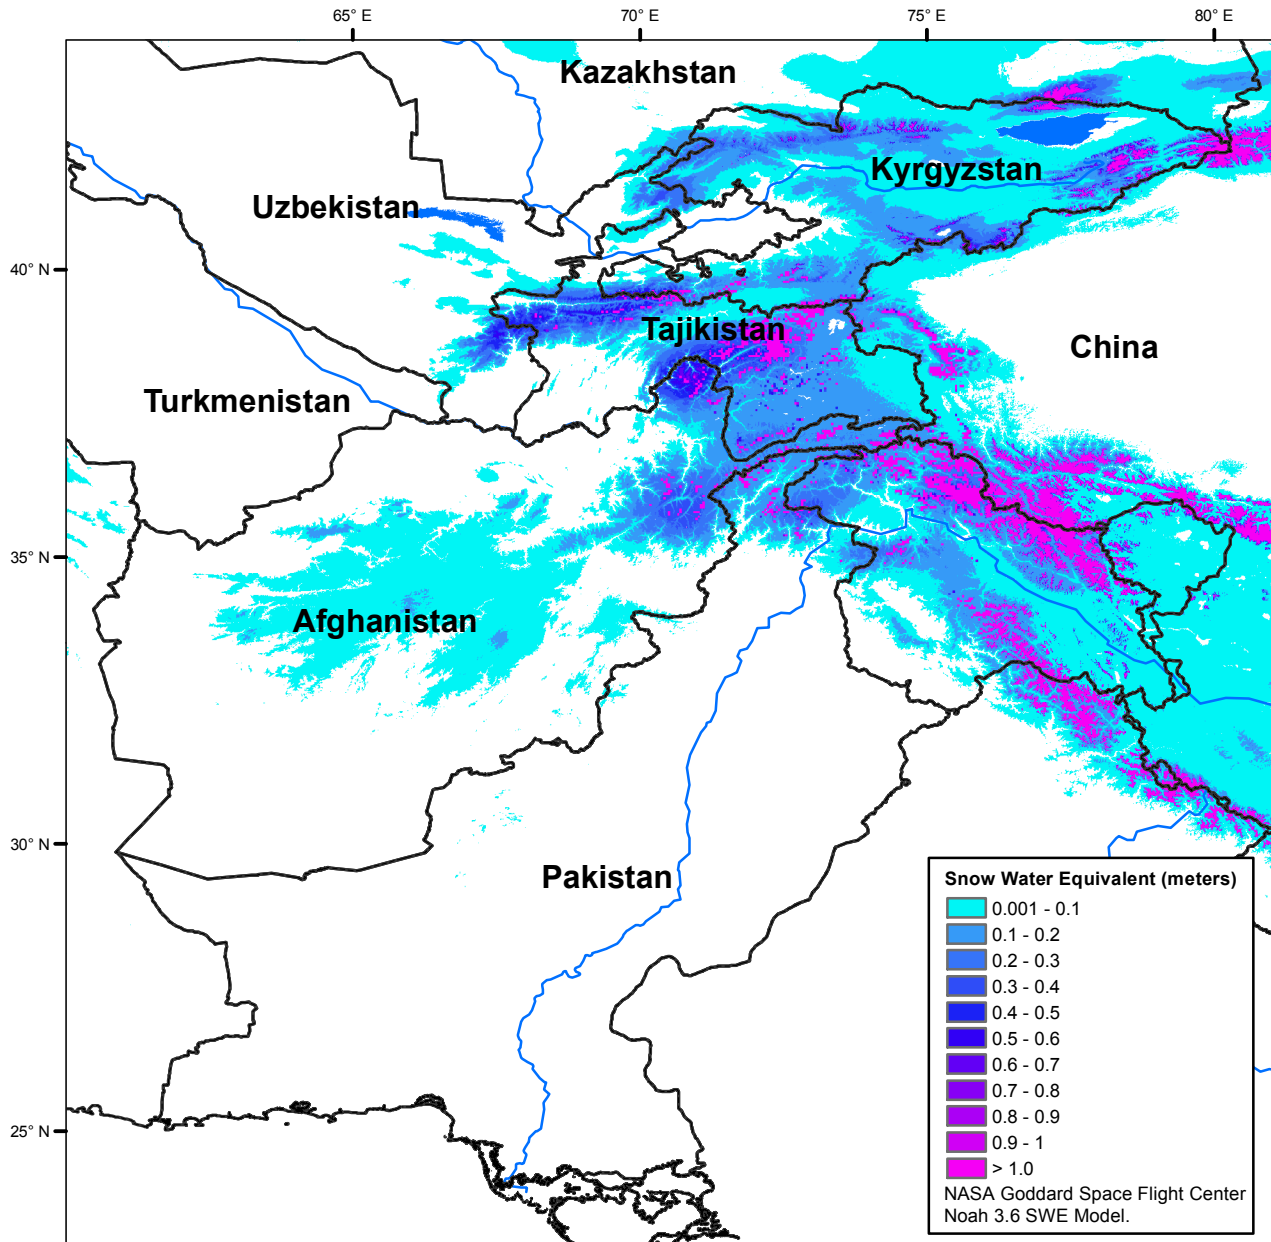 65° E
70° E
75° E
80° E
Kazakhstan
Kyrgyzstan
Uzbekistan
40° N
Tajikistan
China
Turkmenistan
35° N
Afghanistan
30° N
Pakistan
25° N
Snow Water Equivalent (meters)
0.001 - 0.1
0.1 - 0.2
0.2 - 0.3
0.3 - 0.4
0.4 - 0.5
0.5 - 0.6
0.6 - 0.7
0.7 - 0.8
0.8 - 0.9
0.9 - 1
> 1.0
NASA Goddard Space Flight Center
Noah 3.6 SWE Model.